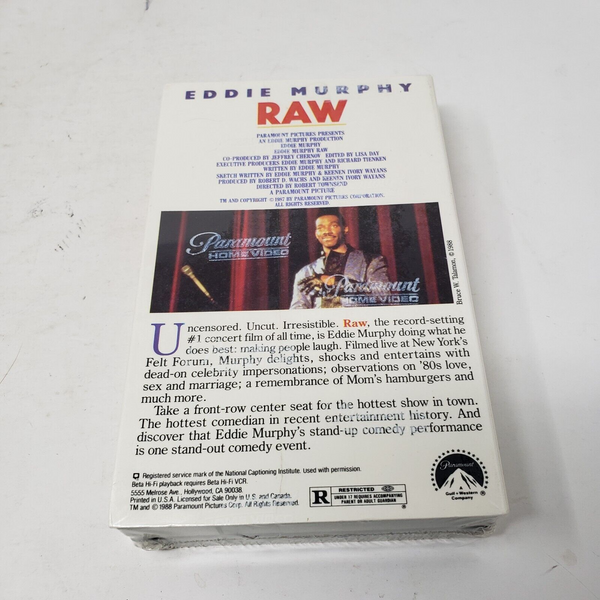 EDDIE MURPHY
RAW
PARAMOUNT PICTURES PRESENTS
AN EDDIE MURPHY PRODUCTION
EDDIE MURPHY
EDDIE MURPHY RAW
CO-PRODUCED BY JEFFREY CHERNOV EDITED BY LISA DAY
EXECUTIVE PRODUCERS EDDIE MURPHY AND RICHARD TIENKEN
WRITTEN BY EDDIE MURPHY
SKETCH WRITTEN BY EDDIE MURPHY & KEENEN IVORY WAYANS
PRODUCED BY ROBERT D. WACHS AND KEENEN IVORY WAYANS
DIRECTED BY ROBERT TOWNSEND
A PARAMOUNT PICTURE
TM AND COPYRIGHT © 1987 BY PARAMOUNT PICTURES CORPORATION.
ALL RIGHTS RESERVED.
Paramount
HOME VIDEO
Paramount
HOME VIDEO
Bruce W. Talamon, © 1988
Uncensored. Uncut. Irresistible. Raw, the record-setting
#1 concert film of all time, is Eddie Murphy doing what he
does best: making people laugh. Filmed live at New York's
Felt Forum, Murphy delights, shocks and entertains with
dead-on celebrity impersonations; observations on '80s love,
sex and marriage; a remembrance of Mom's hamburgers and
much more.
Take a front-row center seat for the hottest show in town.
The hottest comedian in recent entertainment history. And
discover that Eddie Murphy's stand-up comedy performance
is one stand-out comedy event.
Registered service mark of the National Captioning Institute. Used with permission.
Beta Hi-Fi playback requires Beta Hi-Fi VCR.
5555 Melrose Ave., Hollywood, CA 90038.
Printed in U.S.A. Licensed for Sale Only in U.S. and Canada.
TM and © 1988 Paramount Pictures Corp. All Rights Reserved.
R RESTRICTED
UNDER 17 REQUIRES ACCOMPANYING
PARENT OR ADULT GUARDIAN
Paramount
Gulf + Western
Company